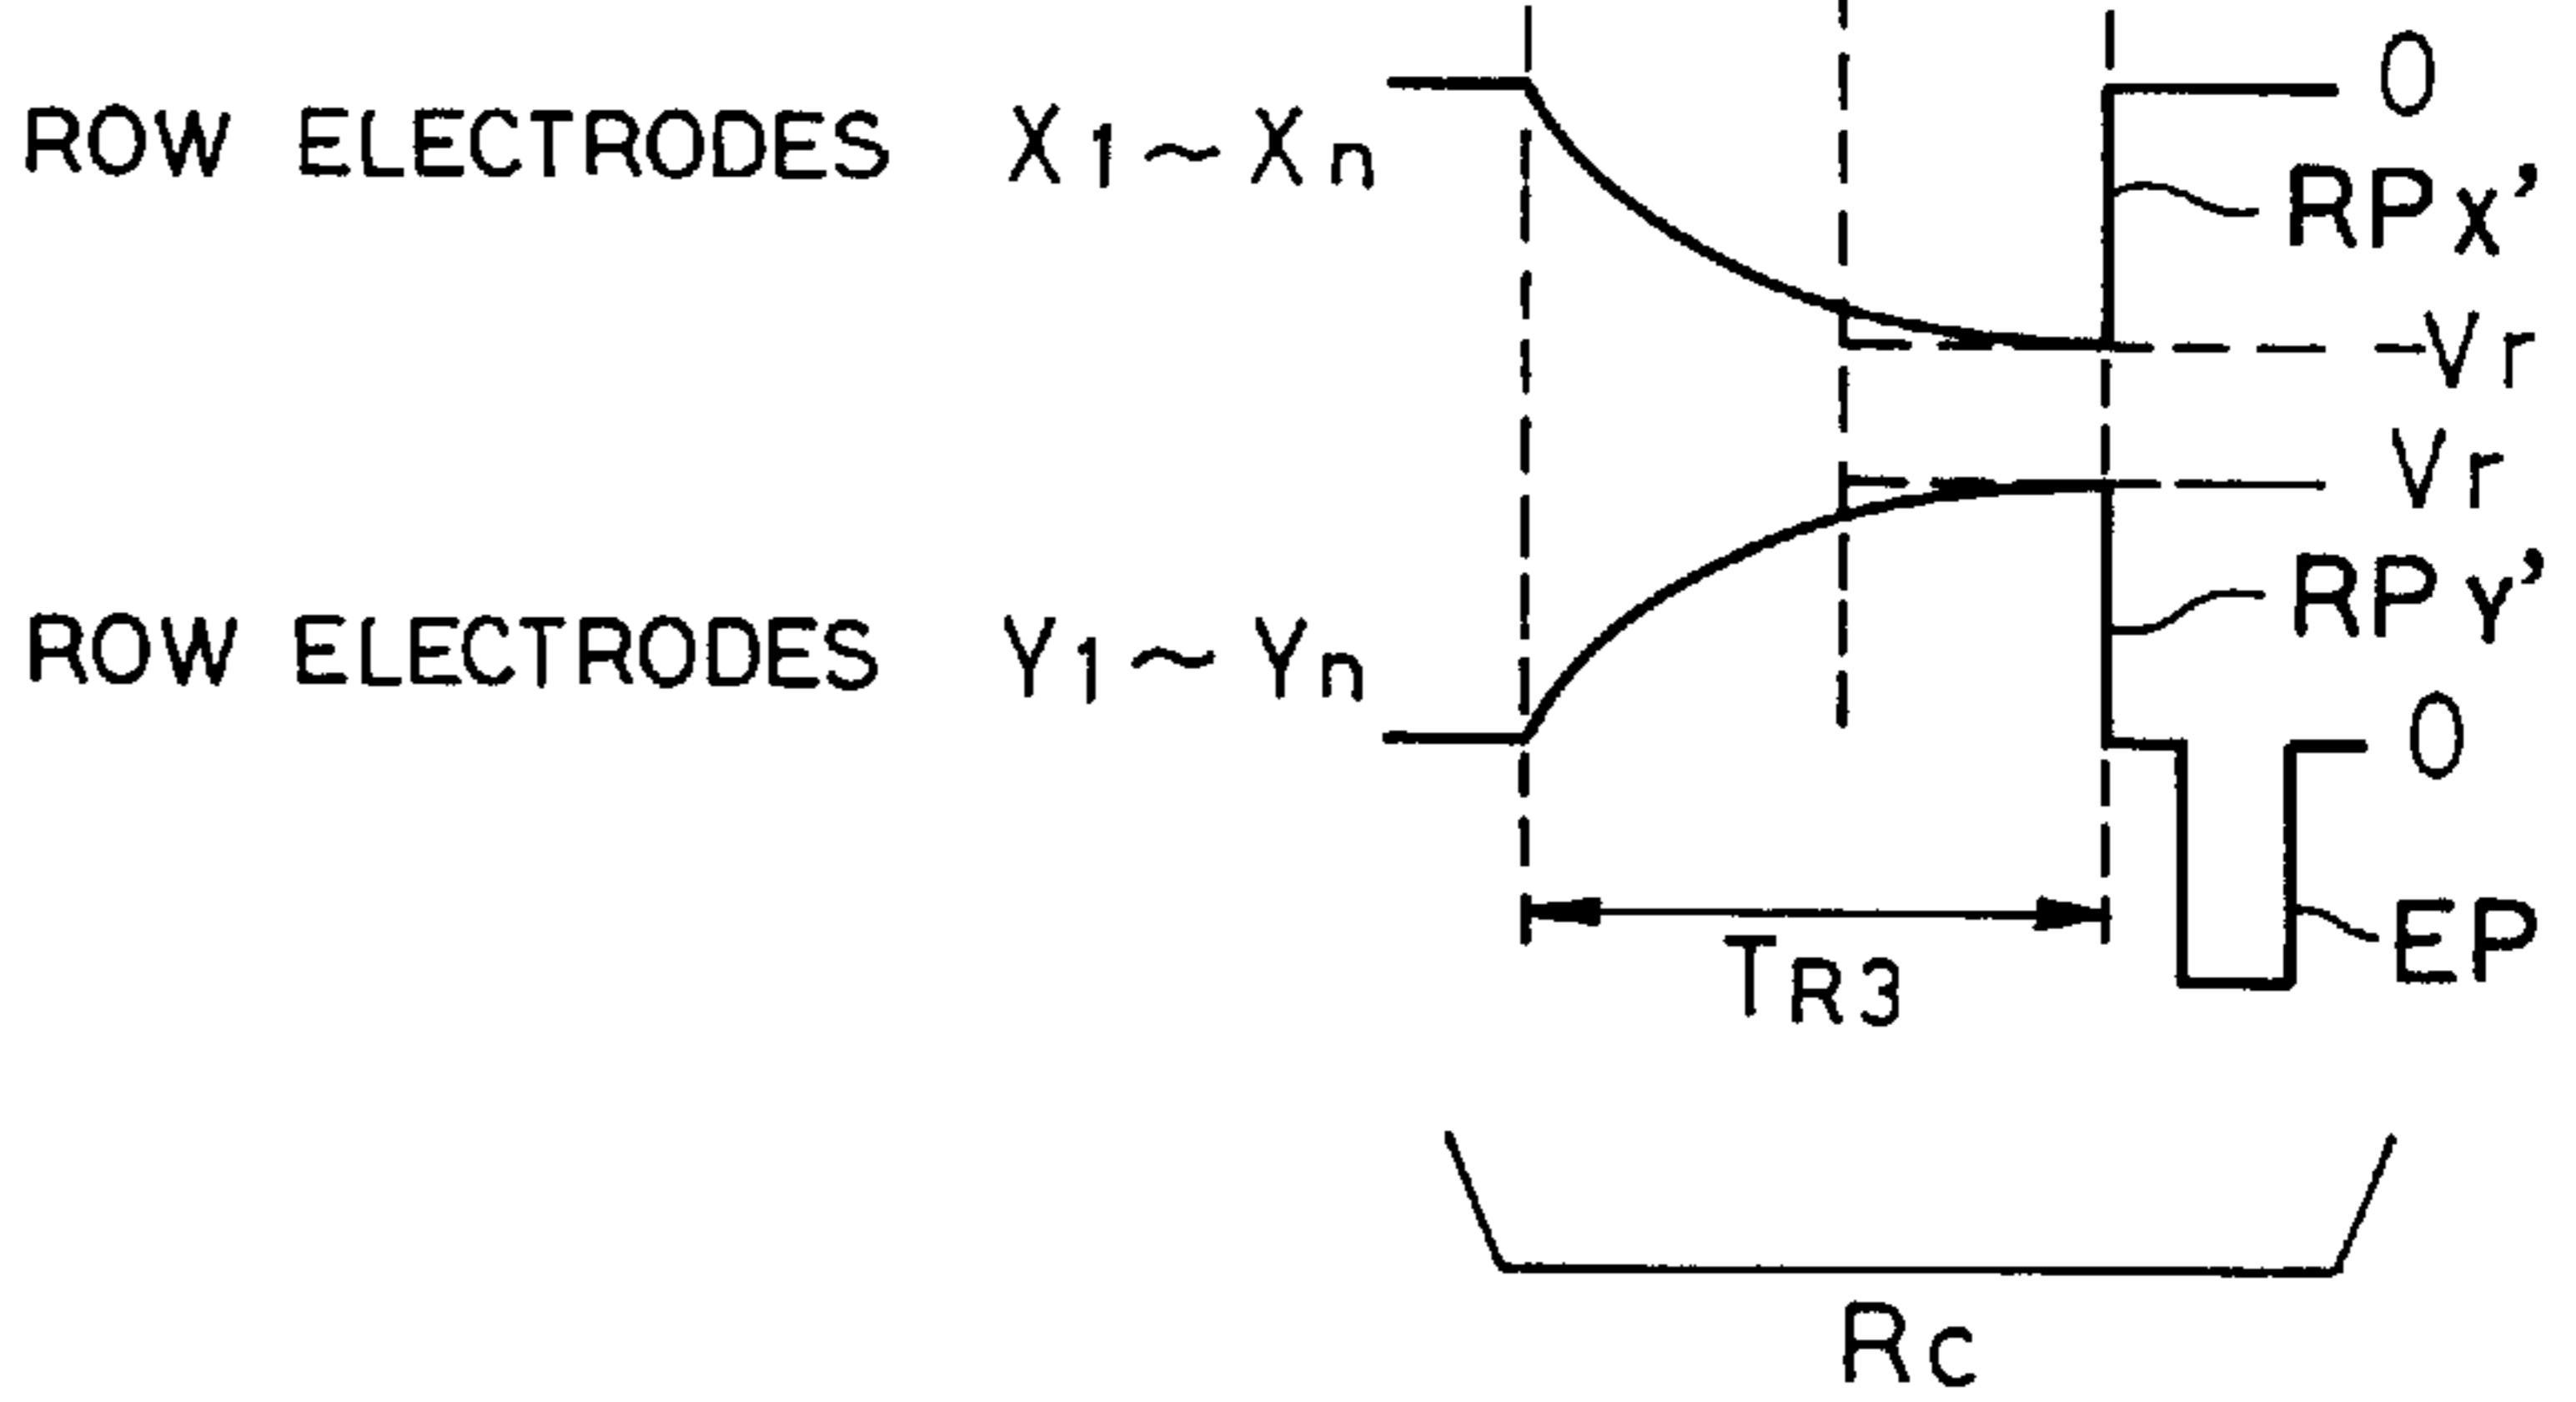 0
ROW ELECTRODES X1~Xn
RPx'
-Vr
Vr
RPY'
ROW ELECTRODES Y1~Yn
0
EP
TR3
Rc